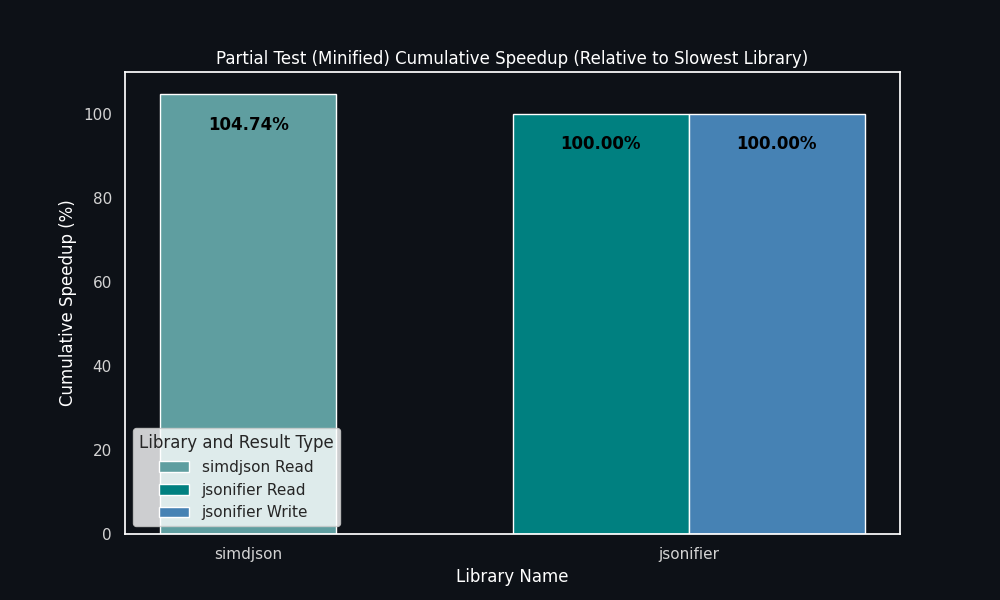 Partial Test (Minified) Cumulative Speedup (Relative to Slowest Library)
Cumulative Speedup (%)
100
80
60
40
20
0
104.74%
100.00%
100.00%
Library and Result Type
simdjson Read
jsonifier Read
jsonifier Write
simdjson
jsonifier
Library Name